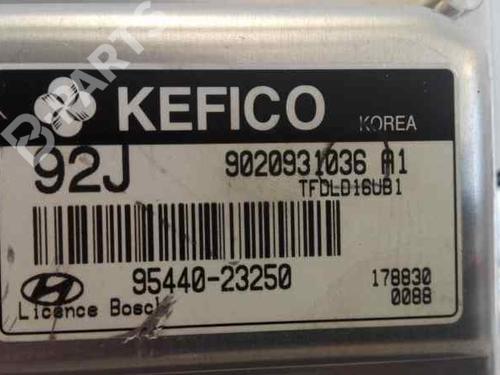 KEFICO KOREA
92J 9020931036 A1
TFDLD16UB1
95440-23250 178830
Licence Bosch 0088
B-PARTS